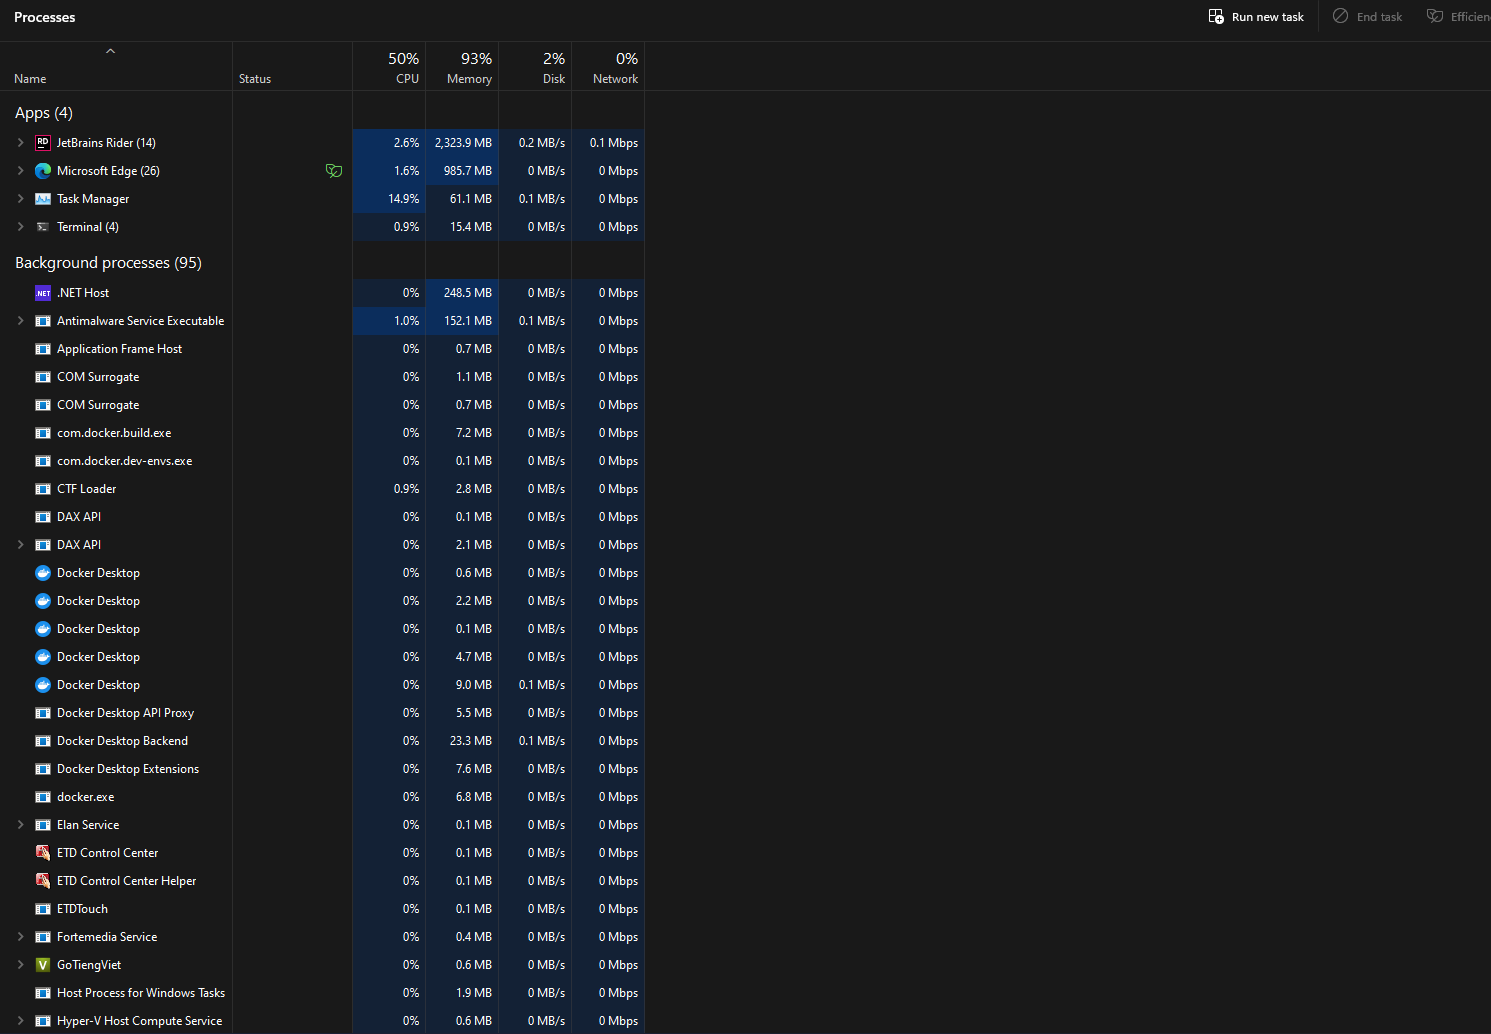 Processes
Run new task
End task
Efficien
50% 93% 2% 0%
Name Status CPU Memory Disk Network
Apps (4)
RD JetBrains Rider (14) 2.6% 2,323.9 MB 0.2 MB/s 0.1 Mbps
Microsoft Edge (26) 1.6% 985.7 MB 0 MB/s 0 Mbps
Task Manager 14.9% 61.1 MB 0.1 MB/s 0 Mbps
Terminal (4) 0.9% 15.4 MB 0 MB/s 0 Mbps
Background processes (95)
.NET .NET Host 0% 248.5 MB 0 MB/s 0 Mbps
Antimalware Service Executable 1.0% 152.1 MB 0.1 MB/s 0 Mbps
Application Frame Host 0% 0.7 MB 0 MB/s 0 Mbps
COM Surrogate 0% 1.1 MB 0 MB/s 0 Mbps
COM Surrogate 0% 0.7 MB 0 MB/s 0 Mbps
com.docker.build.exe 0% 7.2 MB 0 MB/s 0 Mbps
com.docker.dev-envs.exe 0% 0.1 MB 0 MB/s 0 Mbps
CTF Loader 0.9% 2.8 MB 0 MB/s 0 Mbps
DAX API 0% 0.1 MB 0 MB/s 0 Mbps
DAX API 0% 2.1 MB 0 MB/s 0 Mbps
Docker Desktop 0% 0.6 MB 0 MB/s 0 Mbps
Docker Desktop 0% 2.2 MB 0 MB/s 0 Mbps
Docker Desktop 0% 0.1 MB 0 MB/s 0 Mbps
Docker Desktop 0% 4.7 MB 0 MB/s 0 Mbps
Docker Desktop 0% 9.0 MB 0.1 MB/s 0 Mbps
Docker Desktop API Proxy 0% 5.5 MB 0 MB/s 0 Mbps
Docker Desktop Backend 0% 23.3 MB 0.1 MB/s 0 Mbps
Docker Desktop Extensions 0% 7.6 MB 0 MB/s 0 Mbps
docker.exe 0% 6.8 MB 0 MB/s 0 Mbps
Elan Service 0% 0.1 MB 0 MB/s 0 Mbps
ETD Control Center 0% 0.1 MB 0 MB/s 0 Mbps
ETD Control Center Helper 0% 0.1 MB 0 MB/s 0 Mbps
ETDTouch 0% 0.1 MB 0 MB/s 0 Mbps
Fortemedia Service 0% 0.4 MB 0 MB/s 0 Mbps
V GoTiengViet 0% 0.6 MB 0 MB/s 0 Mbps
Host Process for Windows Tasks 0% 1.9 MB 0 MB/s 0 Mbps
Hyper-V Host Compute Service 0% 0.6 MB 0 MB/s 0 Mbps